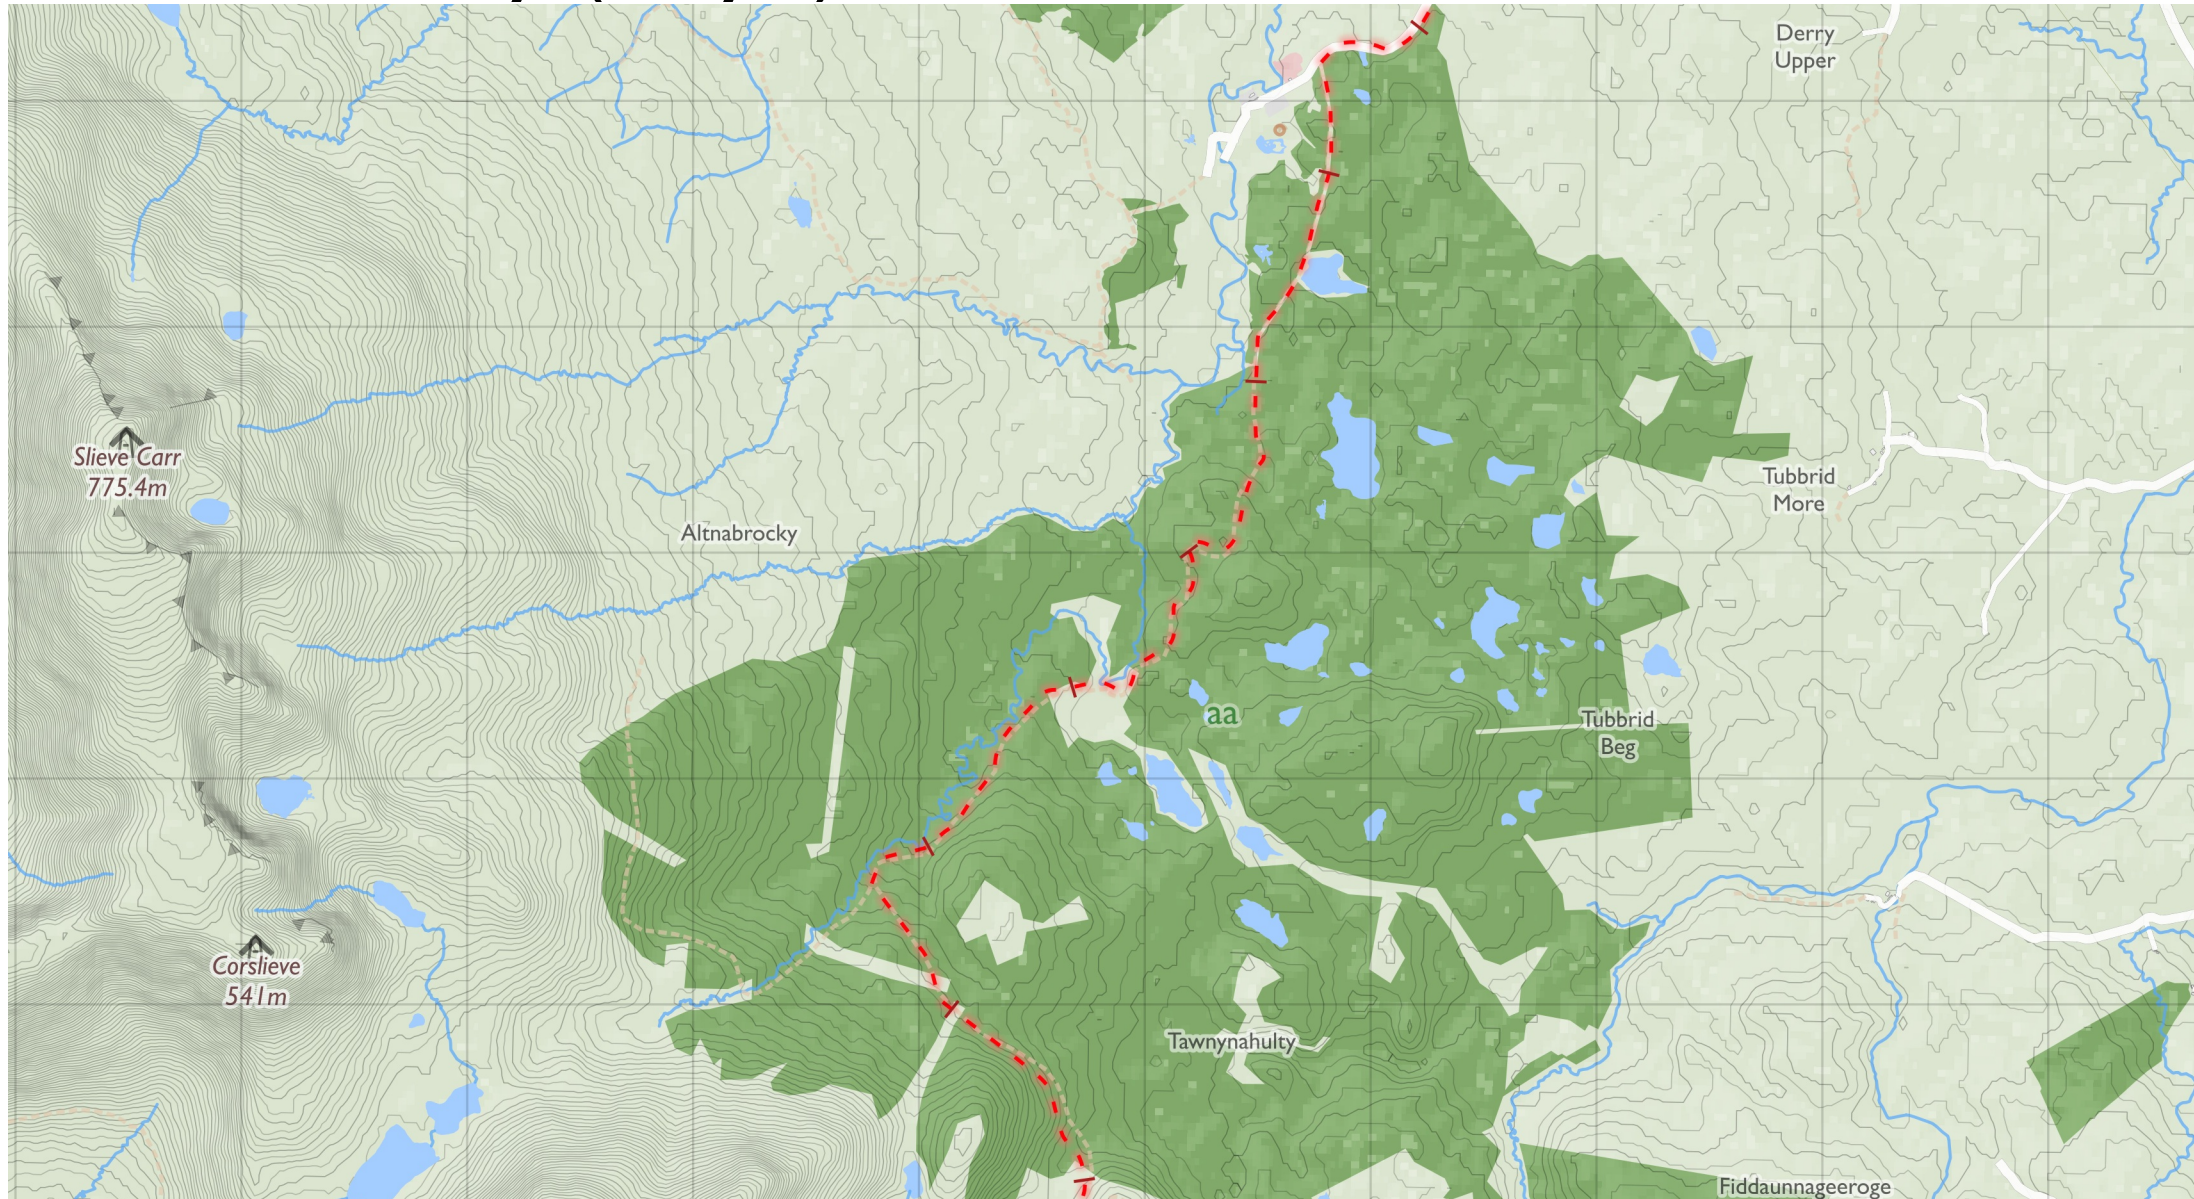 Derry
Upper
Slieve Carr
775.4m
Tubbrid
More
Altnabrocky
aa
Tubbrid
Beg
Corslieve
541m
Tawnynahulty
Fiddaunnageeroge